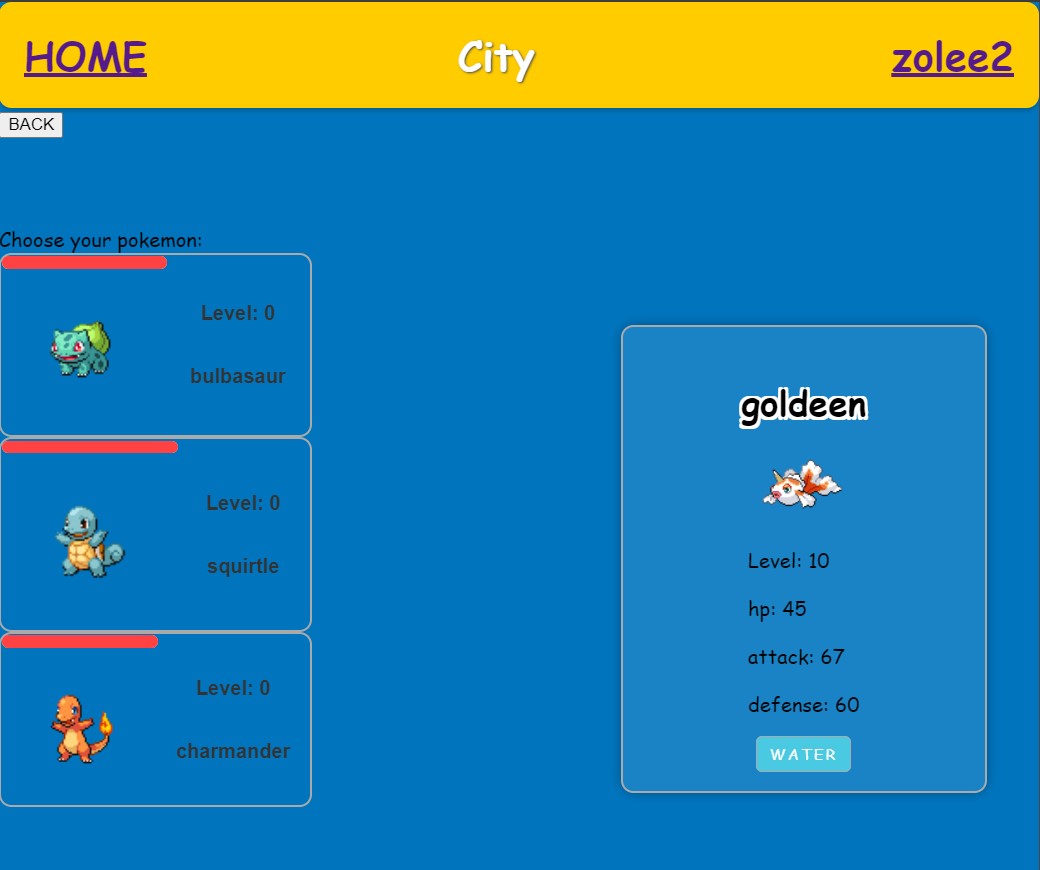 HOME City zolee2
BACK
Choose your pokemon:
Level: 0
bulbasaur
Level: 0
squirtle
Level: 0
charmander
goldeen
Level: 10
hp: 45
attack: 67
defense: 60
WATER